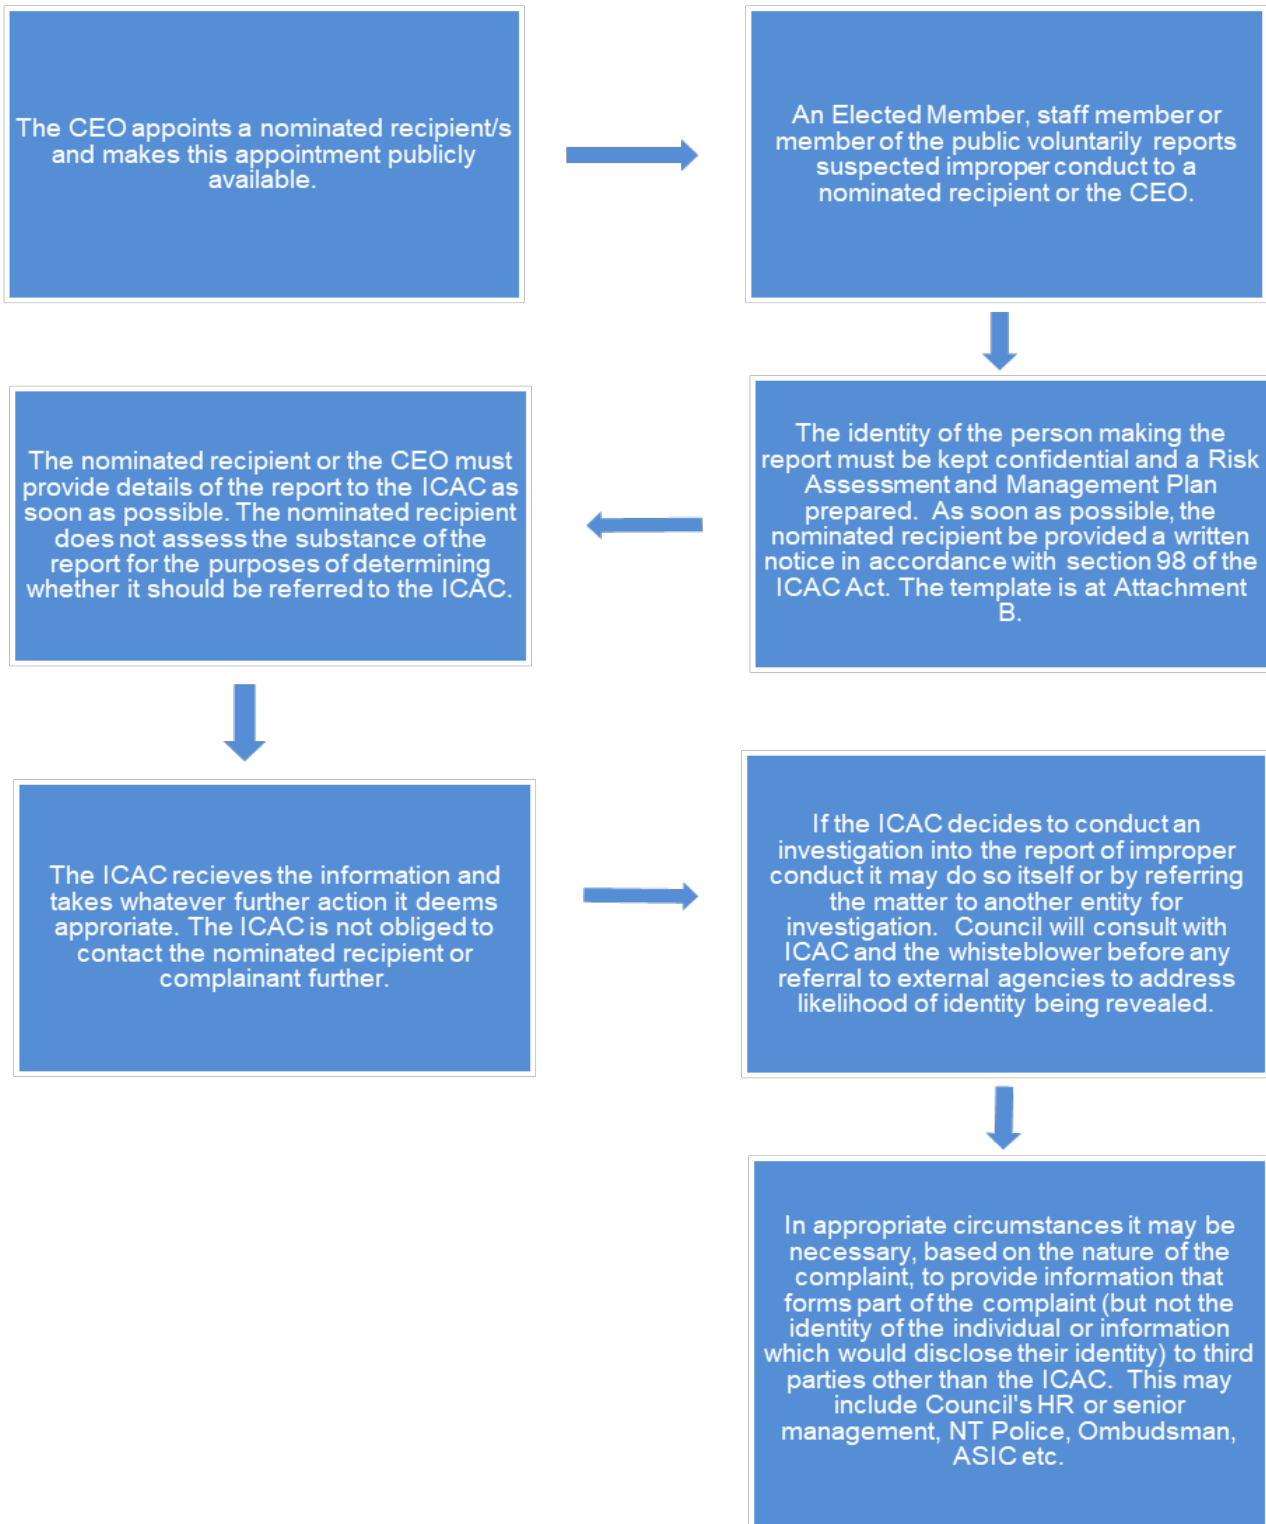 The CEO appoints a nominated recipient/s
and makes this appointment publicly
available.
An Elected Member, staff member or
member of the public voluntarily reports
suspected improper conduct to a
nominated recipient or the CEO.
The identity of the person making the
report must be kept confidential and a Risk
Assessment and Management Plan
prepared. As soon as possible, the
nominated recipient be provided a written
notice in accordance with section 98 of the
ICAC Act. The template is at Attachment
B.
The nominated recipient or the CEO must
provide details of the report to the ICAC as
soon as possible. The nominated recipient
does not assess the substance of the
report for the purposes of determining
whether it should be referred to the ICAC.
The ICAC recieves the information and
takes whatever further action it deems
approriate. The ICAC is not obliged to
contact the nominated recipient or
complainant further.
If the ICAC decides to conduct an
investigation into the report of improper
conduct it may do so itself or by referring
the matter to another entity for
investigation. Council will consult with
ICAC and the whisteblower before any
referral to external agencies to address
likelihood of identity being revealed.
In appropriate circumstances it may be
necessary, based on the nature of the
complaint, to provide information that
forms part of the complaint (but not the
identity of the individual or information
which would disclose their identity) to third
parties other than the ICAC. This may
include Council's HR or senior
management, NT Police, Ombudsman,
ASIC etc.